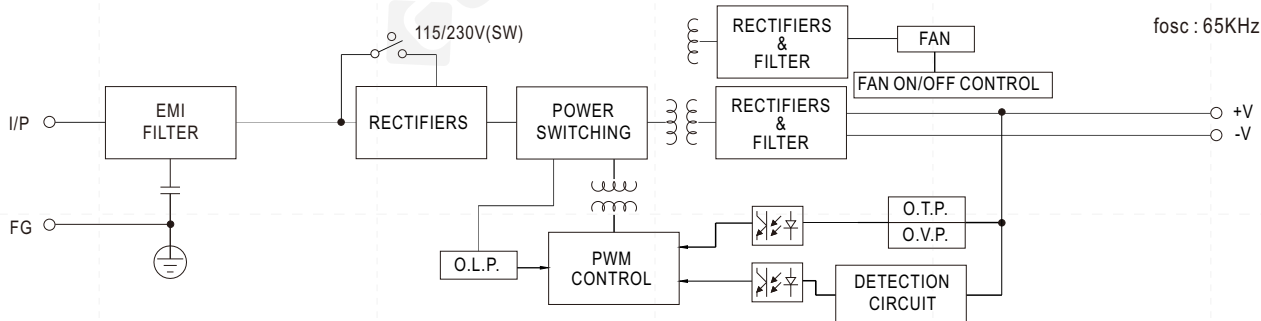 115/230V(SW)
RECTIFIERS
&
FILTER
FAN
fosc : 65KHz
FAN ON/OFF CONTROL
I/P
EMI
FILTER
RECTIFIERS
POWER
SWITCHING
RECTIFIERS
&
FILTER
+V
-V
FG
O.L.P.
PWM
CONTROL
O.T.P.
O.V.P.
DETECTION
CIRCUIT